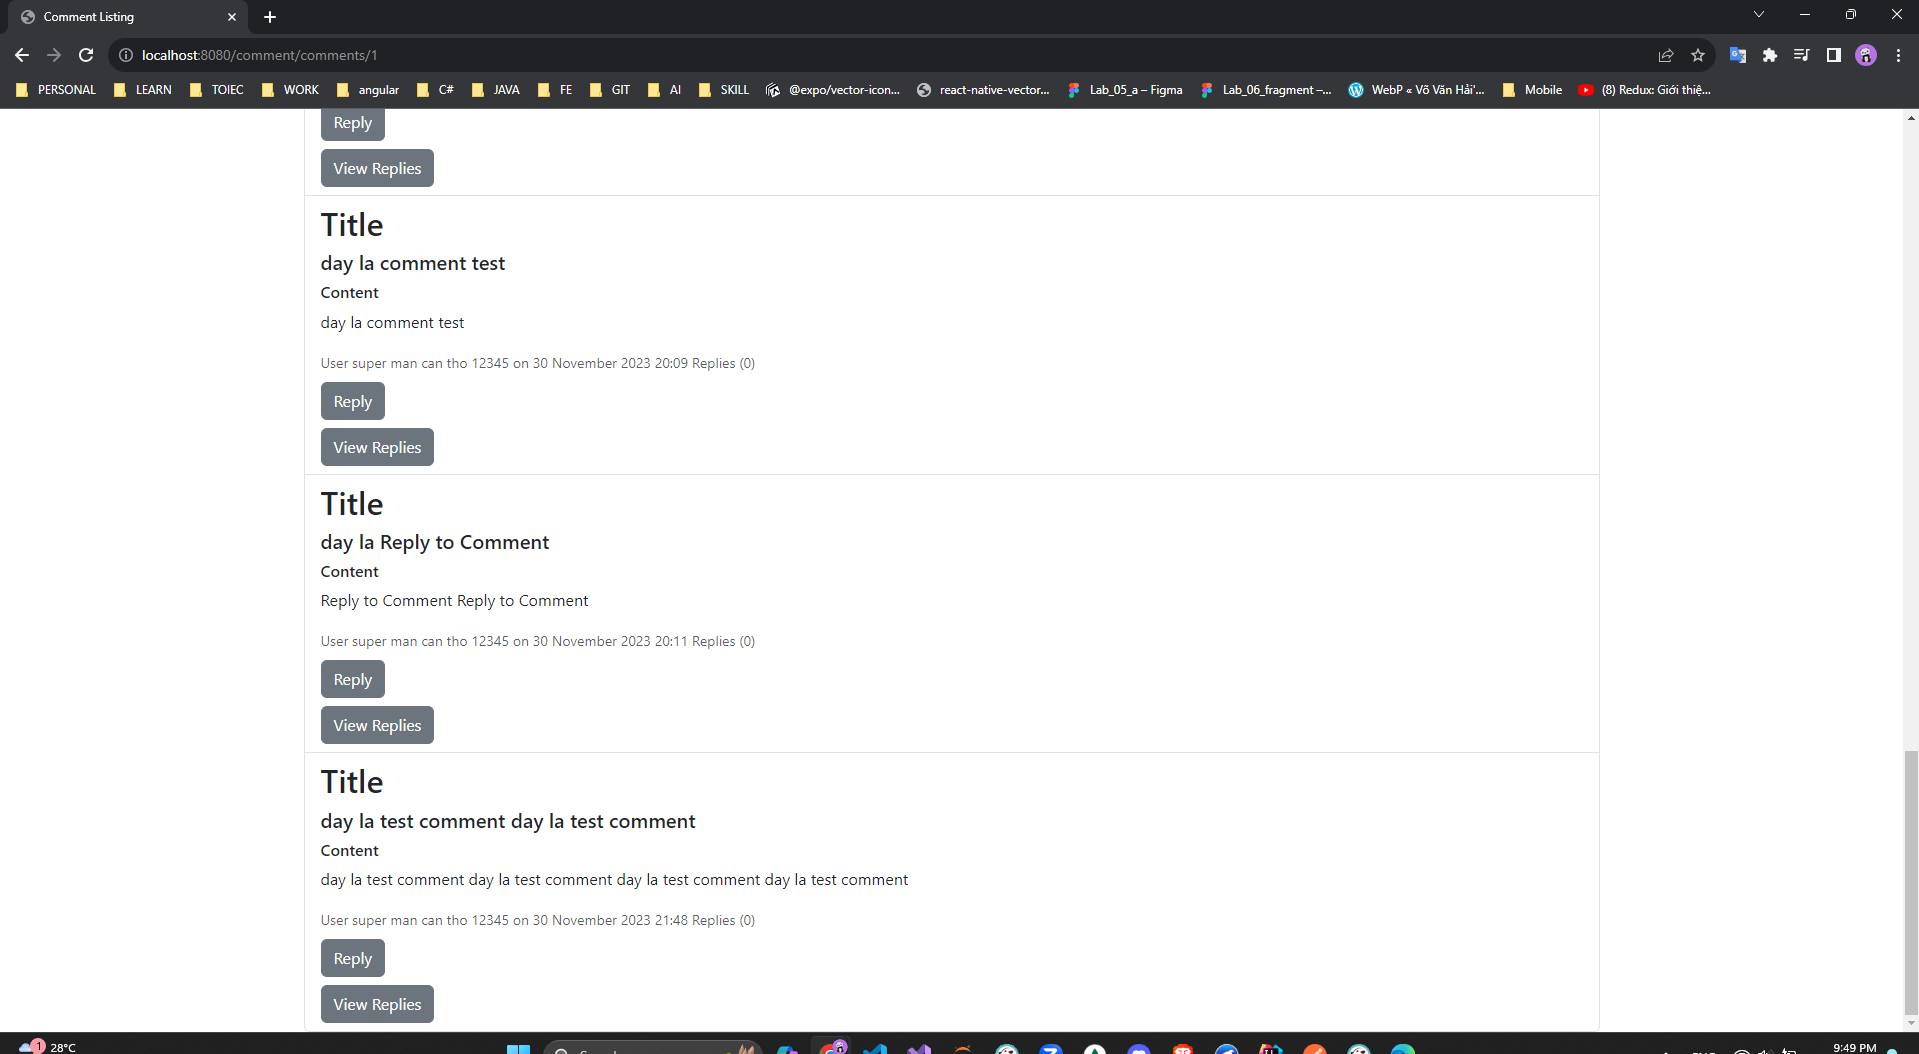 Comment Listing
localhost:8080/comment/comments/1
PERSONAL LEARN TOIEC WORK angular C# JAVA FE GIT AI SKILL @expo/vector-icon... react-native-vector... Lab_05_a – Figma Lab_06_fragment –... WebP « Võ Văn Hải'... Mobile (8) Redux: Giới thiệ...
Reply
View Replies
Title
day la comment test
Content
day la comment test
User super man can tho 12345 on 30 November 2023 20:09 Replies (0)
Reply
View Replies
Title
day la Reply to Comment
Content
Reply to Comment Reply to Comment
User super man can tho 12345 on 30 November 2023 20:11 Replies (0)
Reply
View Replies
Title
day la test comment day la test comment
Content
day la test comment day la test comment day la test comment day la test comment
User super man can tho 12345 on 30 November 2023 21:48 Replies (0)
Reply
View Replies
1 28°C
9:49 PM